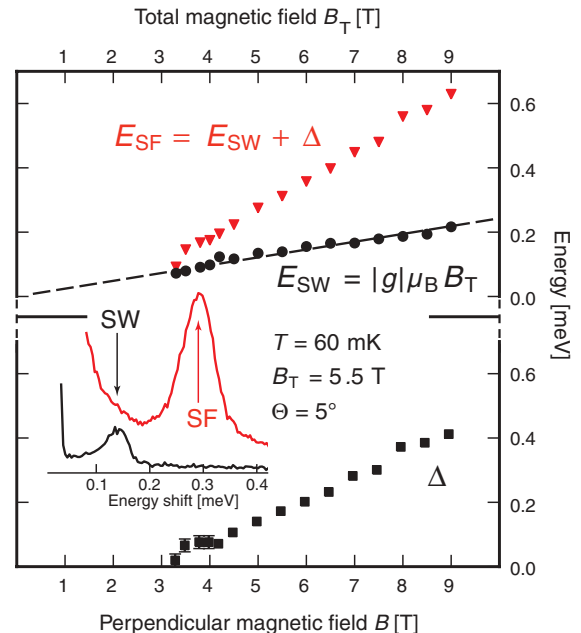 Total magnetic field B_T [T]
1 2 3 4 5 6 7 8 9
0.6
E_SF = E_SW + Δ
0.4
0.2
E_SW = |g|μ_B B_T
0.0
Energy [meV]
SW
T = 60 mK
B_T = 5.5 T
Θ = 5°
SF
0.6
0.4
Δ
0.1 0.2 0.3 0.4
Energy shift [meV]
0.2
0.0
1 2 3 4 5 6 7 8 9
Perpendicular magnetic field B [T]